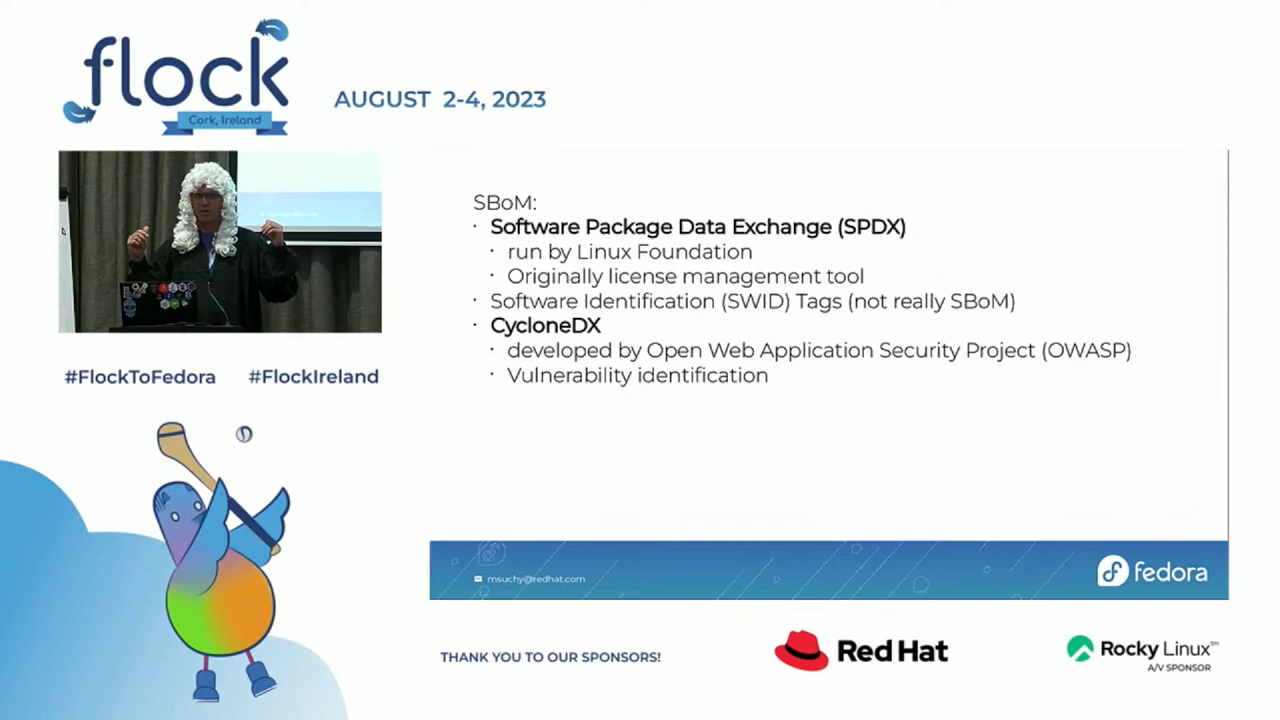 flock
Cork, Ireland
AUGUST 2-4, 2023
SBoM:
· Software Package Data Exchange (SPDX)
· run by Linux Foundation
· Originally license management tool
· Software Identification (SWID) Tags (not really SBoM)
· CycloneDX
· developed by Open Web Application Security Project (OWASP)
· Vulnerability identification
#FlockToFedora #FlockIreland
msuchy@redhat.com
fedora
THANK YOU TO OUR SPONSORS!
Red Hat
Rocky Linux™
A/V SPONSOR